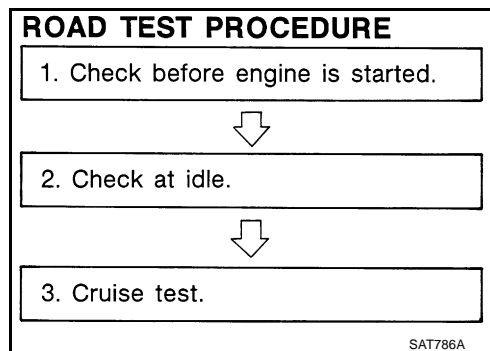 ROAD TEST PROCEDURE
1. Check before engine is started.
2. Check at idle.
3. Cruise test.
SAT786A